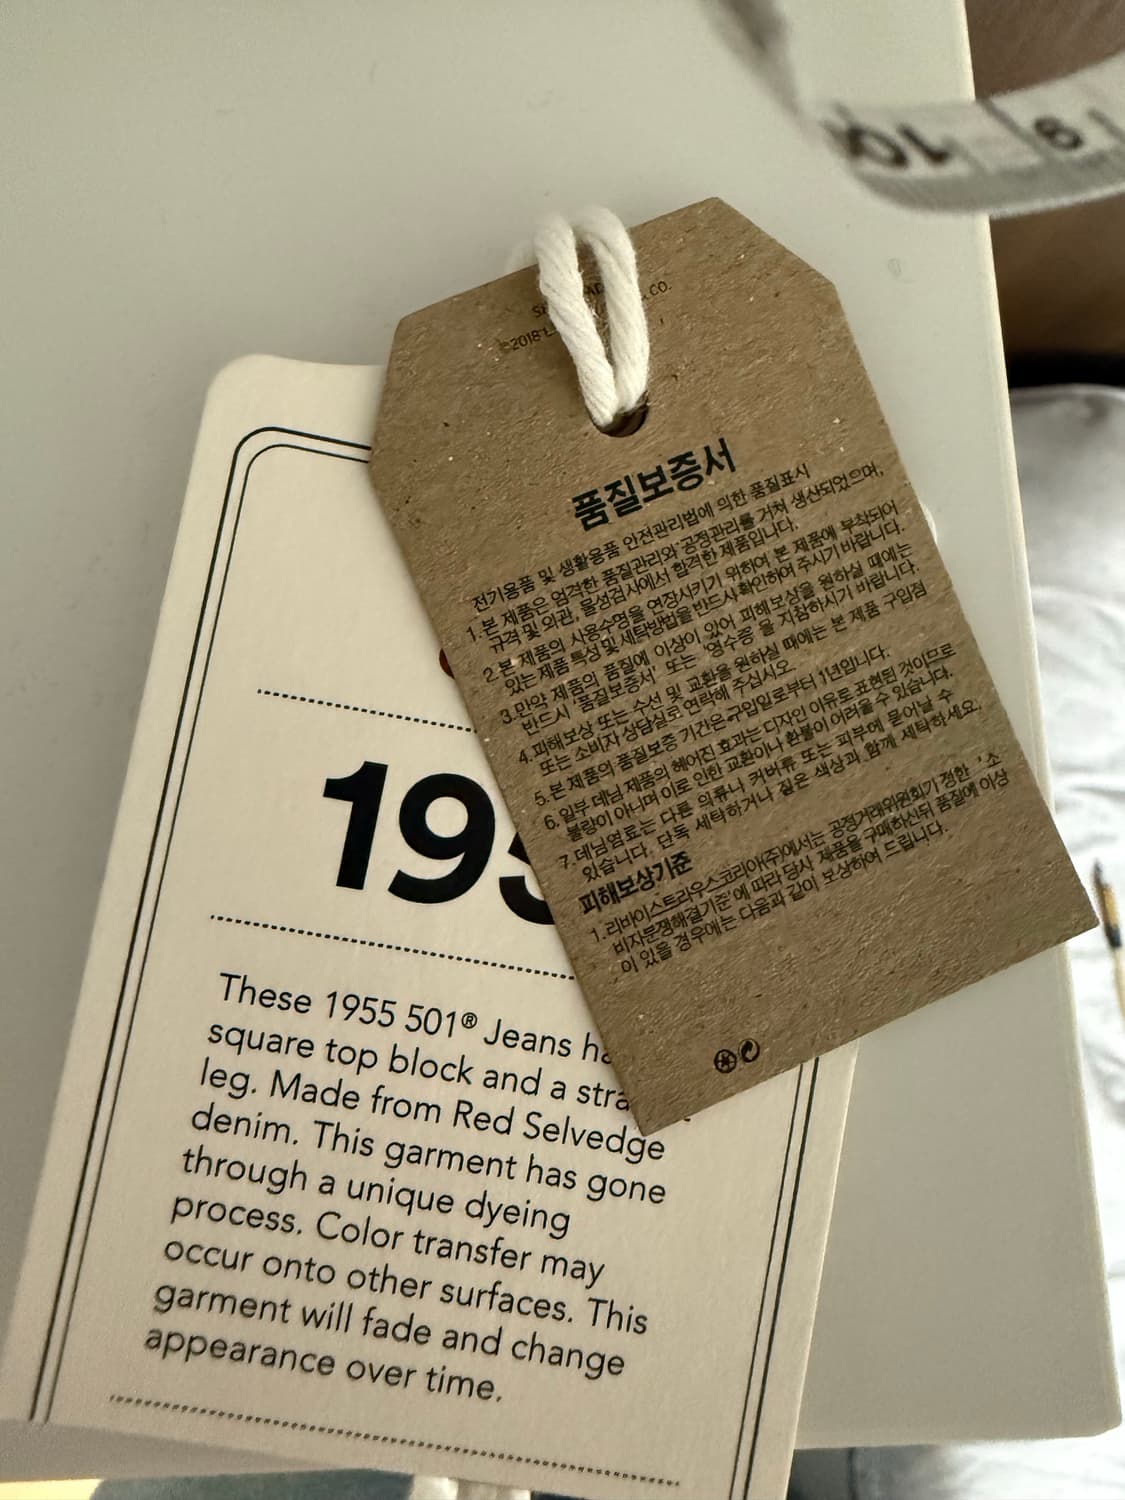 10
9
CO.
©2018
품질보증서
전기용품 및 생활용품 안전관리법에 의한 품질표시
1. 본 제품은 엄격한 품질관리와 공정관리를 거쳐 생산되었으며,
규격 및 외관, 물성검사에서 합격한 제품입니다.
2. 본 제품의 사용수명을 연장시키기 위하여 본 제품에 부착되어
있는 제품 특성 및 세탁방법을 반드시 확인하여 주시기 바랍니다.
3. 만약 제품의 품질에 이상이 있어 피해보상을 원하실 때에는
반드시 '품질보증서' 또는 '영수증'을 지참하시기 바랍니다.
4. 피해보상 또는 수선 및 교환을 원하실 때에는 본 제품 구입점
또는 소비자 상담실로 연락해 주십시오.
5. 본 제품의 품질보증 기간은 구입일로부터 1년입니다.
6. 일부 데님 제품의 헤어진 효과는 디자인 이유로 표현된 것이므로
불량이 아니며 이로 인한 교환이나 환불이 어려울 수 있습니다.
7. 데님염료는 다른 의류나 커버류 또는 피부에 묻어날 수
있습니다. 단독 세탁하거나 짙은 색상과 함께 세탁하세요.
피해보상기준
1. 리바이스트라우스코리아(주)에서는 공정거래위원회가 정한 '소
비자분쟁해결기준'에 따라 당사 제품을 구매하신뒤 품질에 이상
이 있을 경우에는 다음과 같이 보상하여 드립니다.
195
These 1955 501® Jeans ha
square top block and a stra
leg. Made from Red Selvedge
denim. This garment has gone
through a unique dyeing
process. Color transfer may
occur onto other surfaces. This
garment will fade and change
appearance over time.